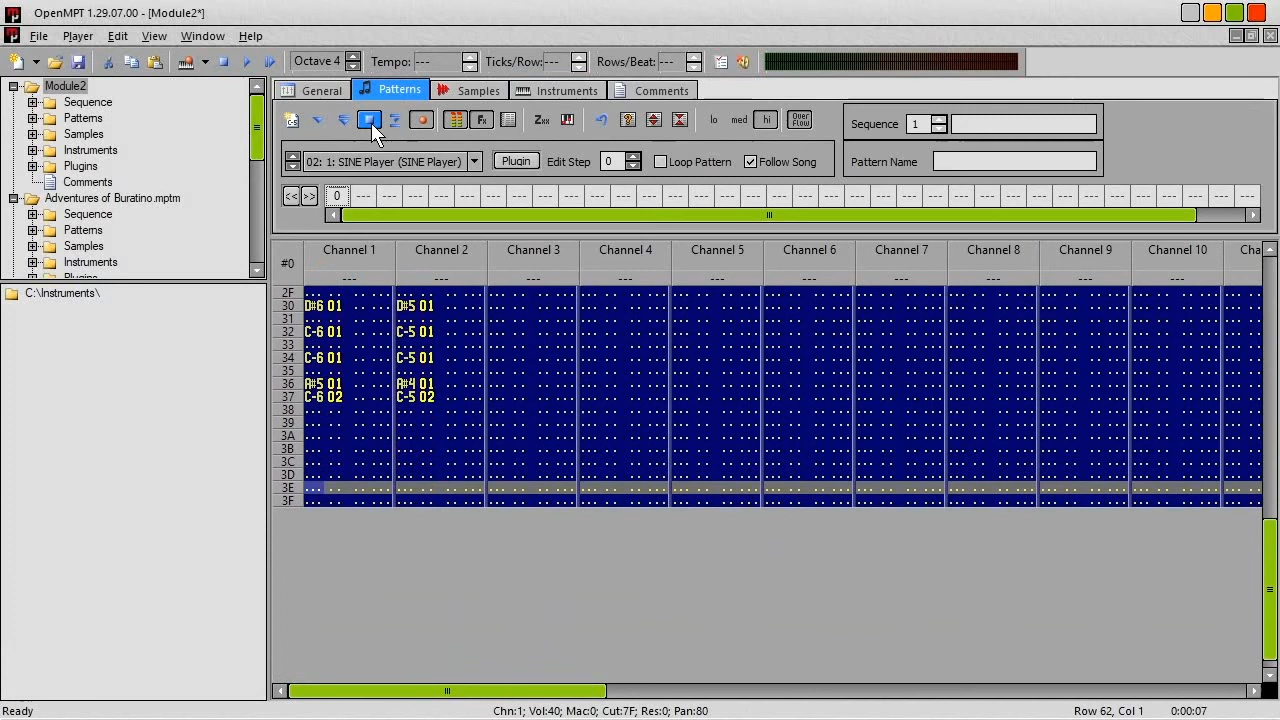 OpenMPT 1.29.07.00 - [Module2*]
File Player Edit View Window Help
Octave 4 Tempo: --- Ticks/Row: --- Rows/Beat: ---
Module2
Sequence
Patterns
Samples
Instruments
Plugins
Comments
Adventures of Buratino.mptm
Sequence
Patterns
Samples
Instruments
C:\Instruments\
General Patterns Samples Instruments Comments
Fx Zxx lo med hi Over Flow
Sequence 1
02: 1: SINE Player (SINE Player) Plugin Edit Step 0 Loop Pattern Follow Song
Pattern Name
<< >> 0 --- --- --- --- --- --- --- --- --- --- --- --- --- --- --- --- --- --- --- --- --- --- --- --- --- --- --- --- --- --- --- --- --- --- --- ---
#0 Channel 1 Channel 2 Channel 3 Channel 4 Channel 5 Channel 6 Channel 7 Channel 8 Channel 9 Channel 10 Cha
--- --- --- --- --- --- --- --- --- ---
2F
30 D#6 01 D#5 01
31
32 C-6 01 C-5 01
33
34 C-6 01 C-5 01
35
36 A#5 01 A#4 01
37 C-6 02 C-5 02
38
39
3A
3B
3C
3D
3E
3F
Ready Chn:1; Vol:40; Mac:0; Cut:7F; Res:0; Pan:80 Row 62, Col 1 0:00:07